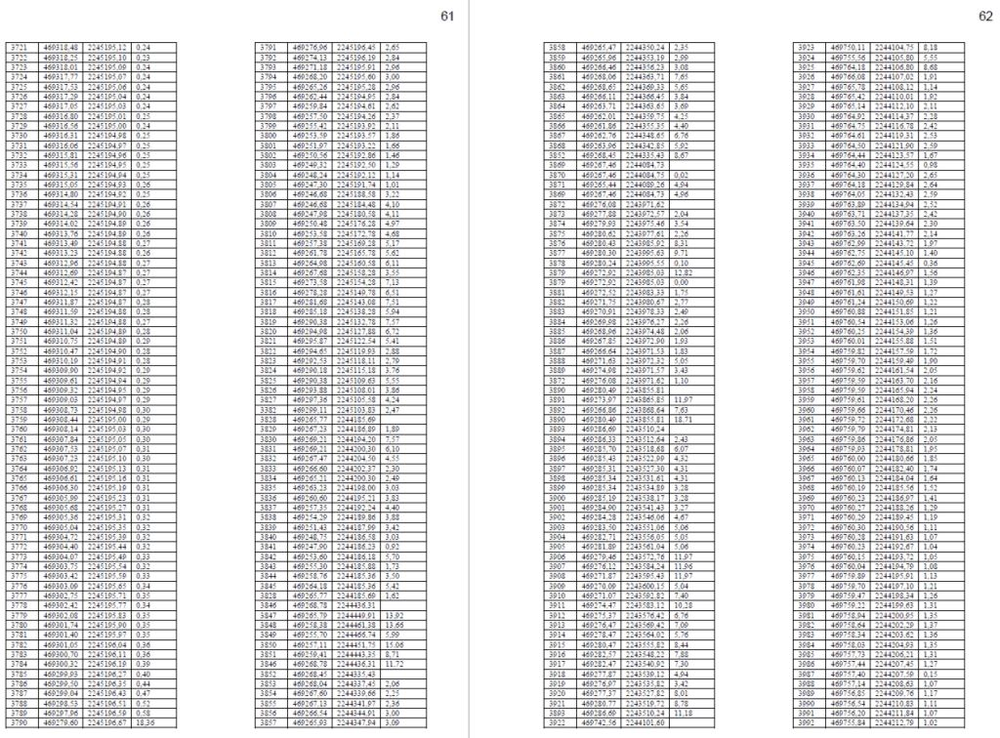 61
3721 469318,48 2245195,12 0,24
3722 469318,25 2245195,10 0,23
3723 469318,01 2245195,09 0,24
3724 469317,77 2245195,07 0,24
3725 469317,53 2245195,06 0,24
3726 469317,29 2245195,04 0,24
3727 469317,05 2245195,03 0,24
3728 469316,80 2245195,01 0,25
3729 469316,56 2245195,00 0,24
3730 469316,31 2245194,98 0,25
3731 469316,06 2245194,97 0,25
3732 469315,81 2245194,96 0,25
3733 469315,56 2245194,95 0,25
3734 469315,31 2245194,94 0,25
3735 469315,05 2245194,93 0,26
3736 469314,80 2245194,92 0,25
3737 469314,54 2245194,91 0,26
3738 469314,28 2245194,90 0,26
3739 469314,02 2245194,89 0,26
3740 469313,76 2245194,89 0,26
3741 469313,49 2245194,88 0,27
3742 469313,23 2245194,88 0,26
3743 469312,96 2245194,88 0,27
3744 469312,69 2245194,87 0,27
3745 469312,42 2245194,87 0,27
3746 469312,15 2245194,87 0,27
3747 469311,87 2245194,87 0,28
3748 469311,59 2245194,88 0,28
3749 469311,32 2245194,88 0,27
3750 469311,04 2245194,89 0,28
3751 469310,75 2245194,89 0,29
3752 469310,47 2245194,90 0,28
3753 469310,19 2245194,91 0,28
3754 469309,90 2245194,92 0,29
3755 469309,61 2245194,94 0,29
3756 469309,32 2245194,95 0,29
3757 469309,03 2245194,97 0,29
3758 469308,73 2245194,98 0,30
3759 469308,44 2245195,00 0,29
3760 469308,14 2245195,03 0,30
3761 469307,84 2245195,05 0,30
3762 469307,53 2245195,07 0,31
3763 469307,23 2245195,10 0,30
3764 469306,92 2245195,13 0,31
3765 469306,61 2245195,16 0,31
3766 469306,30 2245195,19 0,31
3767 469305,99 2245195,23 0,31
3768 469305,68 2245195,27 0,31
3769 469305,36 2245195,31 0,32
3770 469305,04 2245195,35 0,32
3771 469304,72 2245195,39 0,32
3772 469304,40 2245195,44 0,32
3773 469304,07 2245195,49 0,33
3774 469303,75 2245195,54 0,32
3775 469303,42 2245195,59 0,33
3776 469303,09 2245195,65 0,34
3777 469302,75 2245195,71 0,35
3778 469302,42 2245195,77 0,34
3779 469302,08 2245195,83 0,35
3780 469301,74 2245195,90 0,35
3781 469301,40 2245195,97 0,35
3782 469301,05 2245196,04 0,36
3783 469300,70 2245196,11 0,36
3784 469300,32 2245196,19 0,39
3785 469299,93 2245196,27 0,40
3786 469299,50 2245196,35 0,44
3787 469299,04 2245196,43 0,47
3788 469298,53 2245196,51 0,52
3789 469297,96 2245196,59 0,58
3790 469279,60 2245196,67 18,36
3791 469276,96 2245196,45 2,65
3792 469274,13 2245196,19 2,84
3793 469271,18 2245195,91 2,96
3794 469268,20 2245195,60 3,00
3795 469265,26 2245195,28 2,96
3796 469262,44 2245194,95 2,84
3797 469259,84 2245194,61 2,62
3798 469257,50 2245194,26 2,37
3799 469255,42 2245193,92 2,11
3800 469253,59 2245193,57 1,86
3801 469251,97 2245193,22 1,66
3802 469250,56 2245192,86 1,46
3803 469249,32 2245192,50 1,29
3804 469248,24 2245192,12 1,14
3805 469247,30 2245191,74 1,01
3806 469246,68 2245188,58 3,22
3807 469246,68 2245184,48 4,10
3808 469247,98 2245180,58 4,11
3809 469250,48 2245176,28 4,97
3810 469253,58 2245172,78 4,68
3811 469257,38 2245169,28 5,17
3812 469261,78 2245165,78 5,62
3813 469264,98 2245160,58 6,11
3814 469267,68 2245158,28 3,55
3815 469273,58 2245154,28 7,13
3816 469278,28 2245149,78 6,51
3817 469281,68 2245143,08 7,51
3818 469285,18 2245138,28 5,94
3819 469290,38 2245132,78 7,57
3820 469294,98 2245127,88 6,72
3821 469295,87 2245122,54 5,41
3822 469294,65 2245119,93 2,88
3823 469292,53 2245118,11 2,79
3824 469290,18 2245115,18 3,76
3825 469290,38 2245109,63 5,55
3826 469293,88 2245108,01 3,86
3827 469297,36 2245105,58 4,24
3382 469299,11 2245103,83 2,47
3828 469265,77 2244185,69
3829 469267,23 2244186,89 1,89
3830 469269,21 2244194,20 7,57
3831 469269,21 2244200,30 6,10
3832 469267,47 2244204,50 4,55
3833 469266,60 2244202,37 2,30
3834 469265,21 2244200,30 2,49
3835 469263,23 2244198,00 3,03
3836 469260,60 2244195,21 3,83
3837 469257,35 2244192,24 4,40
3838 469254,29 2244189,86 3,88
3839 469251,43 2244187,99 3,42
3840 469248,75 2244186,58 3,03
3841 469247,90 2244186,23 0,92
3842 469253,60 2244186,18 5,70
3843 469255,30 2244185,88 1,73
3844 469258,76 2244185,36 3,50
3845 469264,18 2244185,36 5,42
3828 469265,77 2244185,69 1,62
3846 469268,78 2244436,31
3847 469265,79 2244449,91 13,92
3848 469258,38 2244461,38 13,66
3849 469255,70 2244466,74 5,99
3850 469257,11 2244451,75 15,06
3851 469259,41 2244443,35 8,71
3846 469268,78 2244436,31 11,72
3852 469268,45 2244335,43
3853 469268,04 2244337,45 2,06
3854 469267,60 2244339,66 2,25
3855 469267,13 2244341,97 2,36
3856 469266,54 2244344,91 3,00
3857 469265,93 2244347,94 3,09
62
3858 469265,47 2244350,24 2,35
3859 469265,96 2244353,19 2,99
3860 469266,46 2244356,23 3,08
3861 469268,06 2244363,71 7,65
3862 469268,65 2244369,33 5,65
3863 469266,11 2244366,45 3,84
3864 469263,71 2244363,65 3,69
3865 469262,01 2244359,75 4,25
3866 469261,86 2244355,35 4,40
3867 469262,76 2244348,65 6,76
3868 469263,96 2244342,85 5,92
3852 469268,45 2244335,43 8,67
3869 469267,46 2244084,73
3870 469267,46 2244084,75 0,02
3871 469265,44 2244089,26 4,94
3869 469267,46 2244084,73 4,96
3872 469276,08 2243971,62
3873 469277,88 2243972,57 2,04
3874 469279,93 2243975,46 3,54
3875 469280,62 2243977,61 2,26
3876 469280,43 2243985,92 8,31
3877 469280,30 2243995,63 9,71
3878 469280,24 2243995,55 0,10
3879 469272,92 2243985,03 12,82
3879 469272,92 2243985,03 0,00
3881 469272,52 2243983,33 1,75
3882 469271,75 2243980,67 2,77
3883 469270,91 2243978,33 2,49
3884 469269,98 2243976,27 2,26
3885 469268,96 2243974,48 2,06
3886 469267,85 2243972,90 1,93
3887 469266,64 2243971,53 1,83
3888 469271,63 2243972,32 5,05
3889 469274,98 2243971,57 3,43
3872 469276,08 2243971,62 1,10
3890 469280,49 2243855,81
3891 469273,97 2243865,85 11,97
3892 469266,86 2243868,64 7,63
3890 469280,49 2243855,81 18,71
3893 469286,69 2243510,24
3894 469286,33 2243512,64 2,43
3895 469285,70 2243518,68 6,07
3896 469285,43 2243522,99 4,32
3897 469285,31 2243527,30 4,31
3898 469285,34 2243531,61 4,31
3899 469285,34 2243534,89 3,28
3900 469285,19 2243538,17 3,28
3901 469284,90 2243541,43 3,27
3902 469284,28 2243546,06 4,67
3903 469283,50 2243551,06 5,06
3904 469282,71 2243556,05 5,05
3905 469281,89 2243561,04 5,06
3906 469279,46 2243572,76 11,97
3907 469276,12 2243584,24 11,96
3908 469271,87 2243595,43 11,97
3909 469270,09 2243600,15 5,04
3910 469271,07 2243592,82 7,40
3911 469274,47 2243583,12 10,28
3912 469275,37 2243576,42 6,76
3913 469276,47 2243569,42 7,09
3914 469278,47 2243564,02 5,76
3915 469280,47 2243555,82 8,44
3916 469282,57 2243548,22 7,88
3917 469282,47 2243540,92 7,30
3918 469277,87 2243539,12 4,94
3919 469276,97 2243535,82 3,42
3920 469277,37 2243527,82 8,01
3921 469280,77 2243519,72 8,78
3893 469286,69 2243510,24 11,18
3922 469742,56 2244101,60
3923 469750,11 2244104,75 8,18
3924 469755,56 2244105,80 5,55
3925 469764,18 2244106,80 8,68
3926 469766,08 2244107,02 1,91
3927 469765,78 2244108,12 1,14
3928 469765,42 2244110,01 1,92
3929 469765,14 2244112,10 2,11
3930 469764,92 2244114,37 2,28
3931 469764,75 2244116,78 2,42
3932 469764,61 2244119,31 2,53
3933 469764,50 2244121,90 2,59
3934 469764,44 2244123,57 1,67
3935 469764,40 2244124,55 0,98
3936 469764,30 2244127,20 2,65
3937 469764,18 2244129,84 2,64
3938 469764,05 2244132,43 2,59
3939 469763,89 2244134,94 2,52
3940 469763,71 2244137,35 2,42
3941 469763,50 2244139,64 2,30
3942 469763,26 2244141,77 2,14
3943 469762,99 2244143,72 1,97
3944 469762,75 2244145,10 1,40
3945 469762,69 2244145,45 0,36
3946 469762,35 2244146,97 1,56
3947 469761,98 2244148,31 1,39
3948 469761,61 2244149,53 1,27
3949 469761,24 2244150,69 1,22
3950 469760,88 2244151,85 1,21
3951 469760,54 2244153,06 1,26
3952 469760,25 2244154,39 1,36
3953 469760,01 2244155,88 1,51
3954 469759,82 2244157,59 1,72
3955 469759,70 2244159,49 1,90
3956 469759,62 2244161,54 2,05
3957 469759,59 2244163,70 2,16
3958 469759,59 2244165,94 2,24
3959 469759,61 2244168,20 2,26
3960 469759,66 2244170,46 2,26
3961 469759,72 2244172,68 2,22
3962 469759,79 2244174,81 2,13
3963 469759,86 2244176,86 2,05
3964 469759,93 2244178,81 1,95
3965 469760,00 2244180,66 1,85
3966 469760,07 2244182,40 1,74
3967 469760,13 2244184,04 1,64
3968 469760,19 2244185,56 1,52
3969 469760,23 2244186,97 1,41
3970 469760,27 2244188,26 1,29
3971 469760,29 2244189,45 1,19
3972 469760,30 2244190,56 1,11
3973 469760,28 2244191,63 1,07
3974 469760,23 2244192,67 1,04
3975 469760,15 2244193,72 1,05
3976 469760,04 2244194,79 1,08
3977 469759,89 2244195,91 1,13
3978 469759,70 2244197,10 1,21
3979 469759,47 2244198,34 1,26
3980 469759,22 2244199,63 1,31
3981 469758,94 2244200,95 1,35
3982 469758,64 2244202,29 1,37
3983 469758,34 2244203,62 1,36
3984 469758,03 2244204,93 1,35
3985 469757,73 2244206,21 1,31
3986 469757,44 2244207,45 1,27
3987 469757,40 2244207,59 0,15
3988 469757,14 2244208,63 1,07
3989 469756,85 2244209,76 1,17
3990 469756,54 2244210,83 1,11
3991 469756,20 2244211,84 1,07
3992 469755,84 2244212,79 1,02